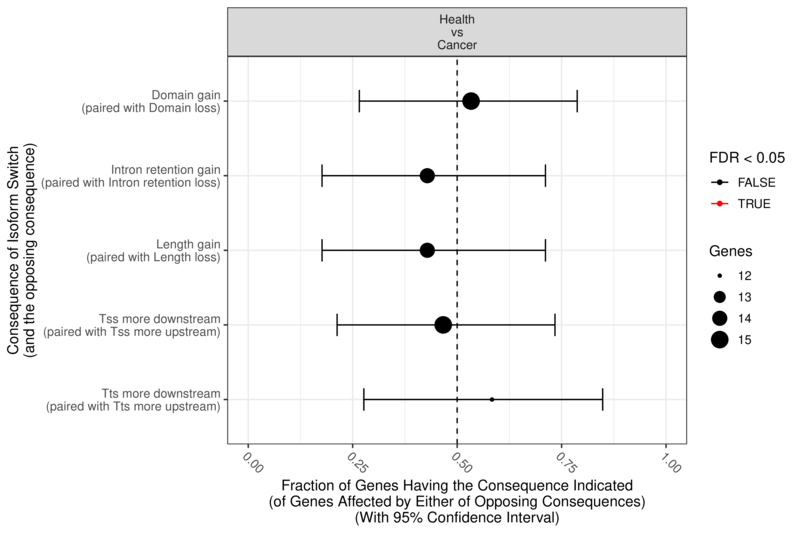 Health
vs
Cancer
Consequence of Isoform Switch
(and the opposing consequence)
Domain gain
(paired with Domain loss)
Intron retention gain
(paired with Intron retention loss)
Length gain
(paired with Length loss)
Tss more downstream
(paired with Tss more upstream)
Tts more downstream
(paired with Tts more upstream)
0.00
0.25
0.50
0.75
1.00
Fraction of Genes Having the Consequence Indicated
(of Genes Affected by Either of Opposing Consequences)
(With 95% Confidence Interval)
FDR < 0.05
FALSE
TRUE
Genes
12
13
14
15